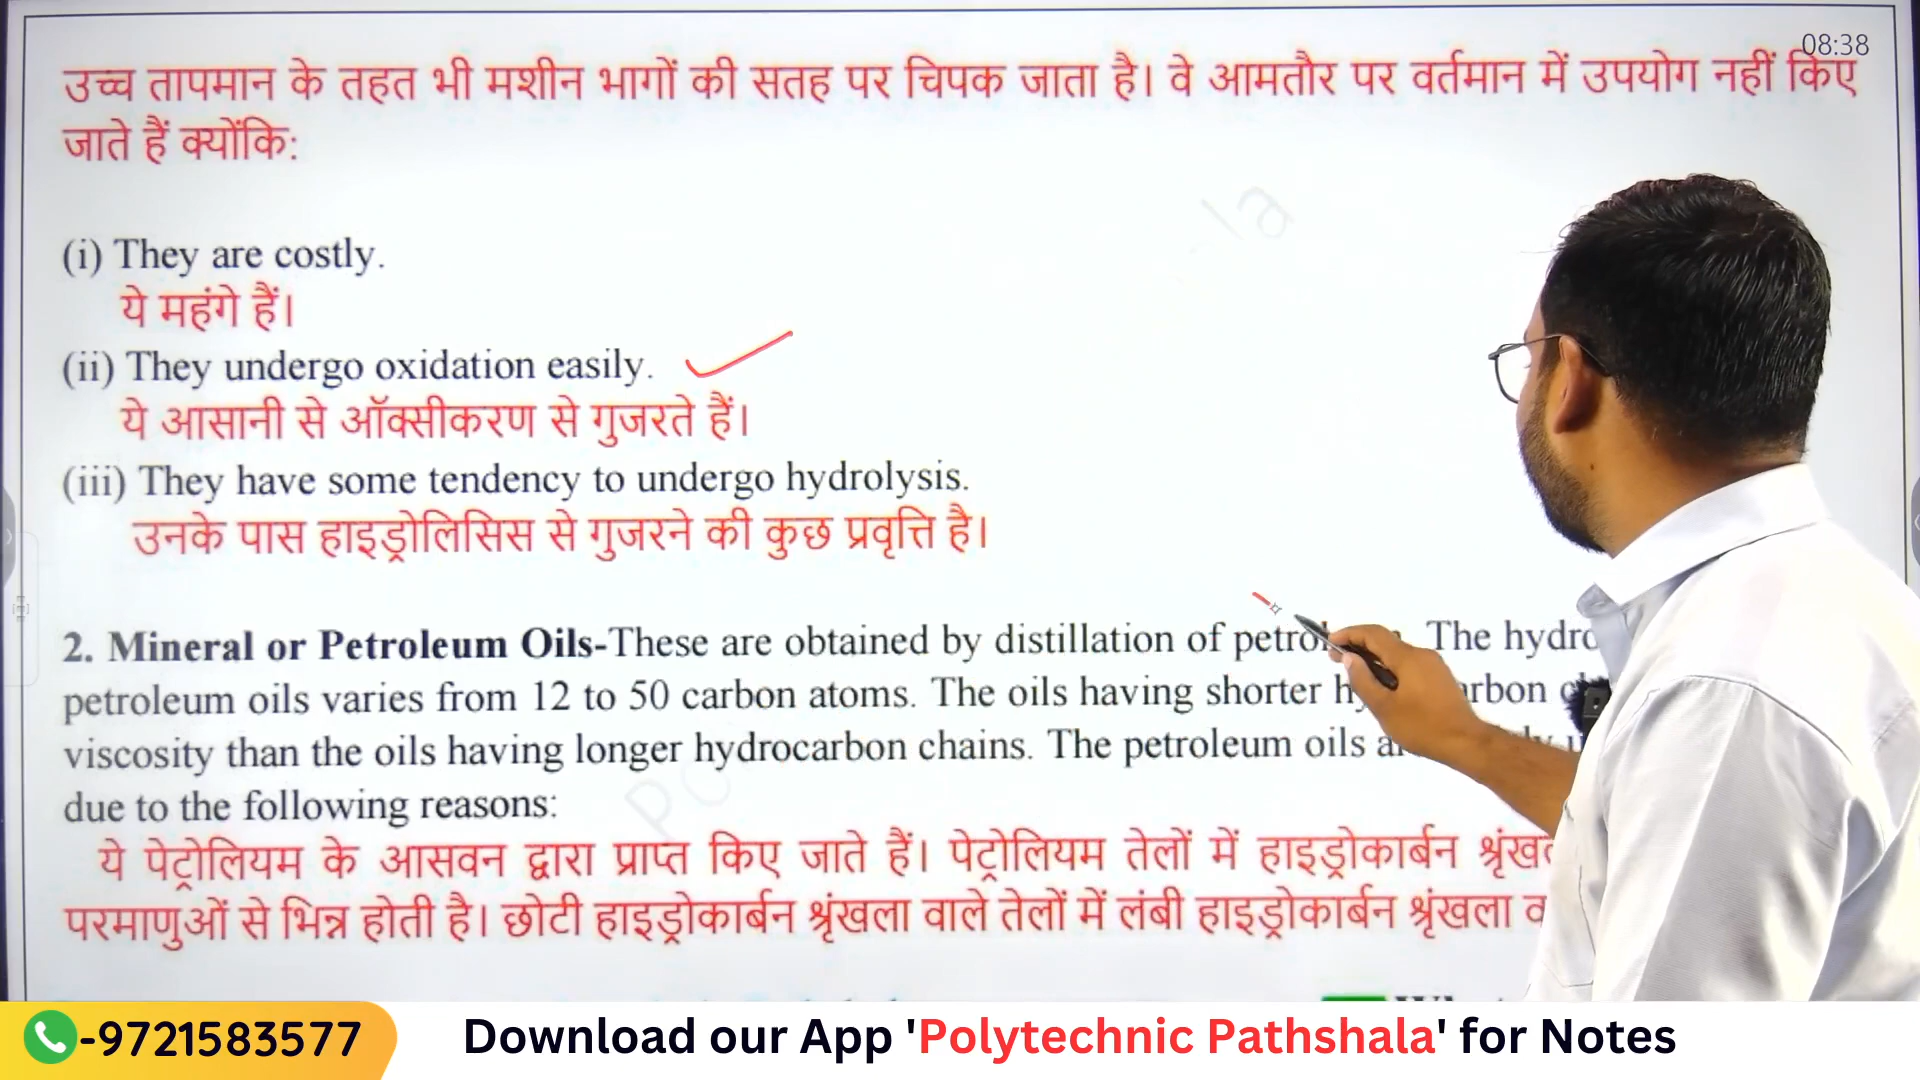 08:38
उच्च तापमान के तहत भी मशीन भागों की सतह पर चिपक जाता है। वे आमतौर पर वर्तमान में उपयोग नहीं किए
जाते हैं क्योंकि:
(i) They are costly.
ये महंगे हैं।
(ii) They undergo oxidation easily.
ये आसानी से ऑक्सीकरण से गुजरते हैं।
(iii) They have some tendency to undergo hydrolysis.
उनके पास हाइड्रोलिसिस से गुजरने की कुछ प्रवृत्ति है।
2. Mineral or Petroleum Oils-These are obtained by distillation of The
petroleum oils varies from 12 to 50 carbon atoms. The oils having shorter
viscosity than the oils having longer hydrocarbon chains. The petroleum oils
due to the following reasons:
ये पेट्रोलियम के आसवन द्वारा प्राप्त किए जाते हैं। पेट्रोलियम तेलों में हाइड्रोकार्बन
परमाणुओं से भिन्न होती है। छोटी हाइड्रोकार्बन श्रृंखला वाले तेलों में लंबी हाइड्रोकार्बन श्रृंखला
-9721583577
Download our App 'Polytechnic Pathshala' for Notes